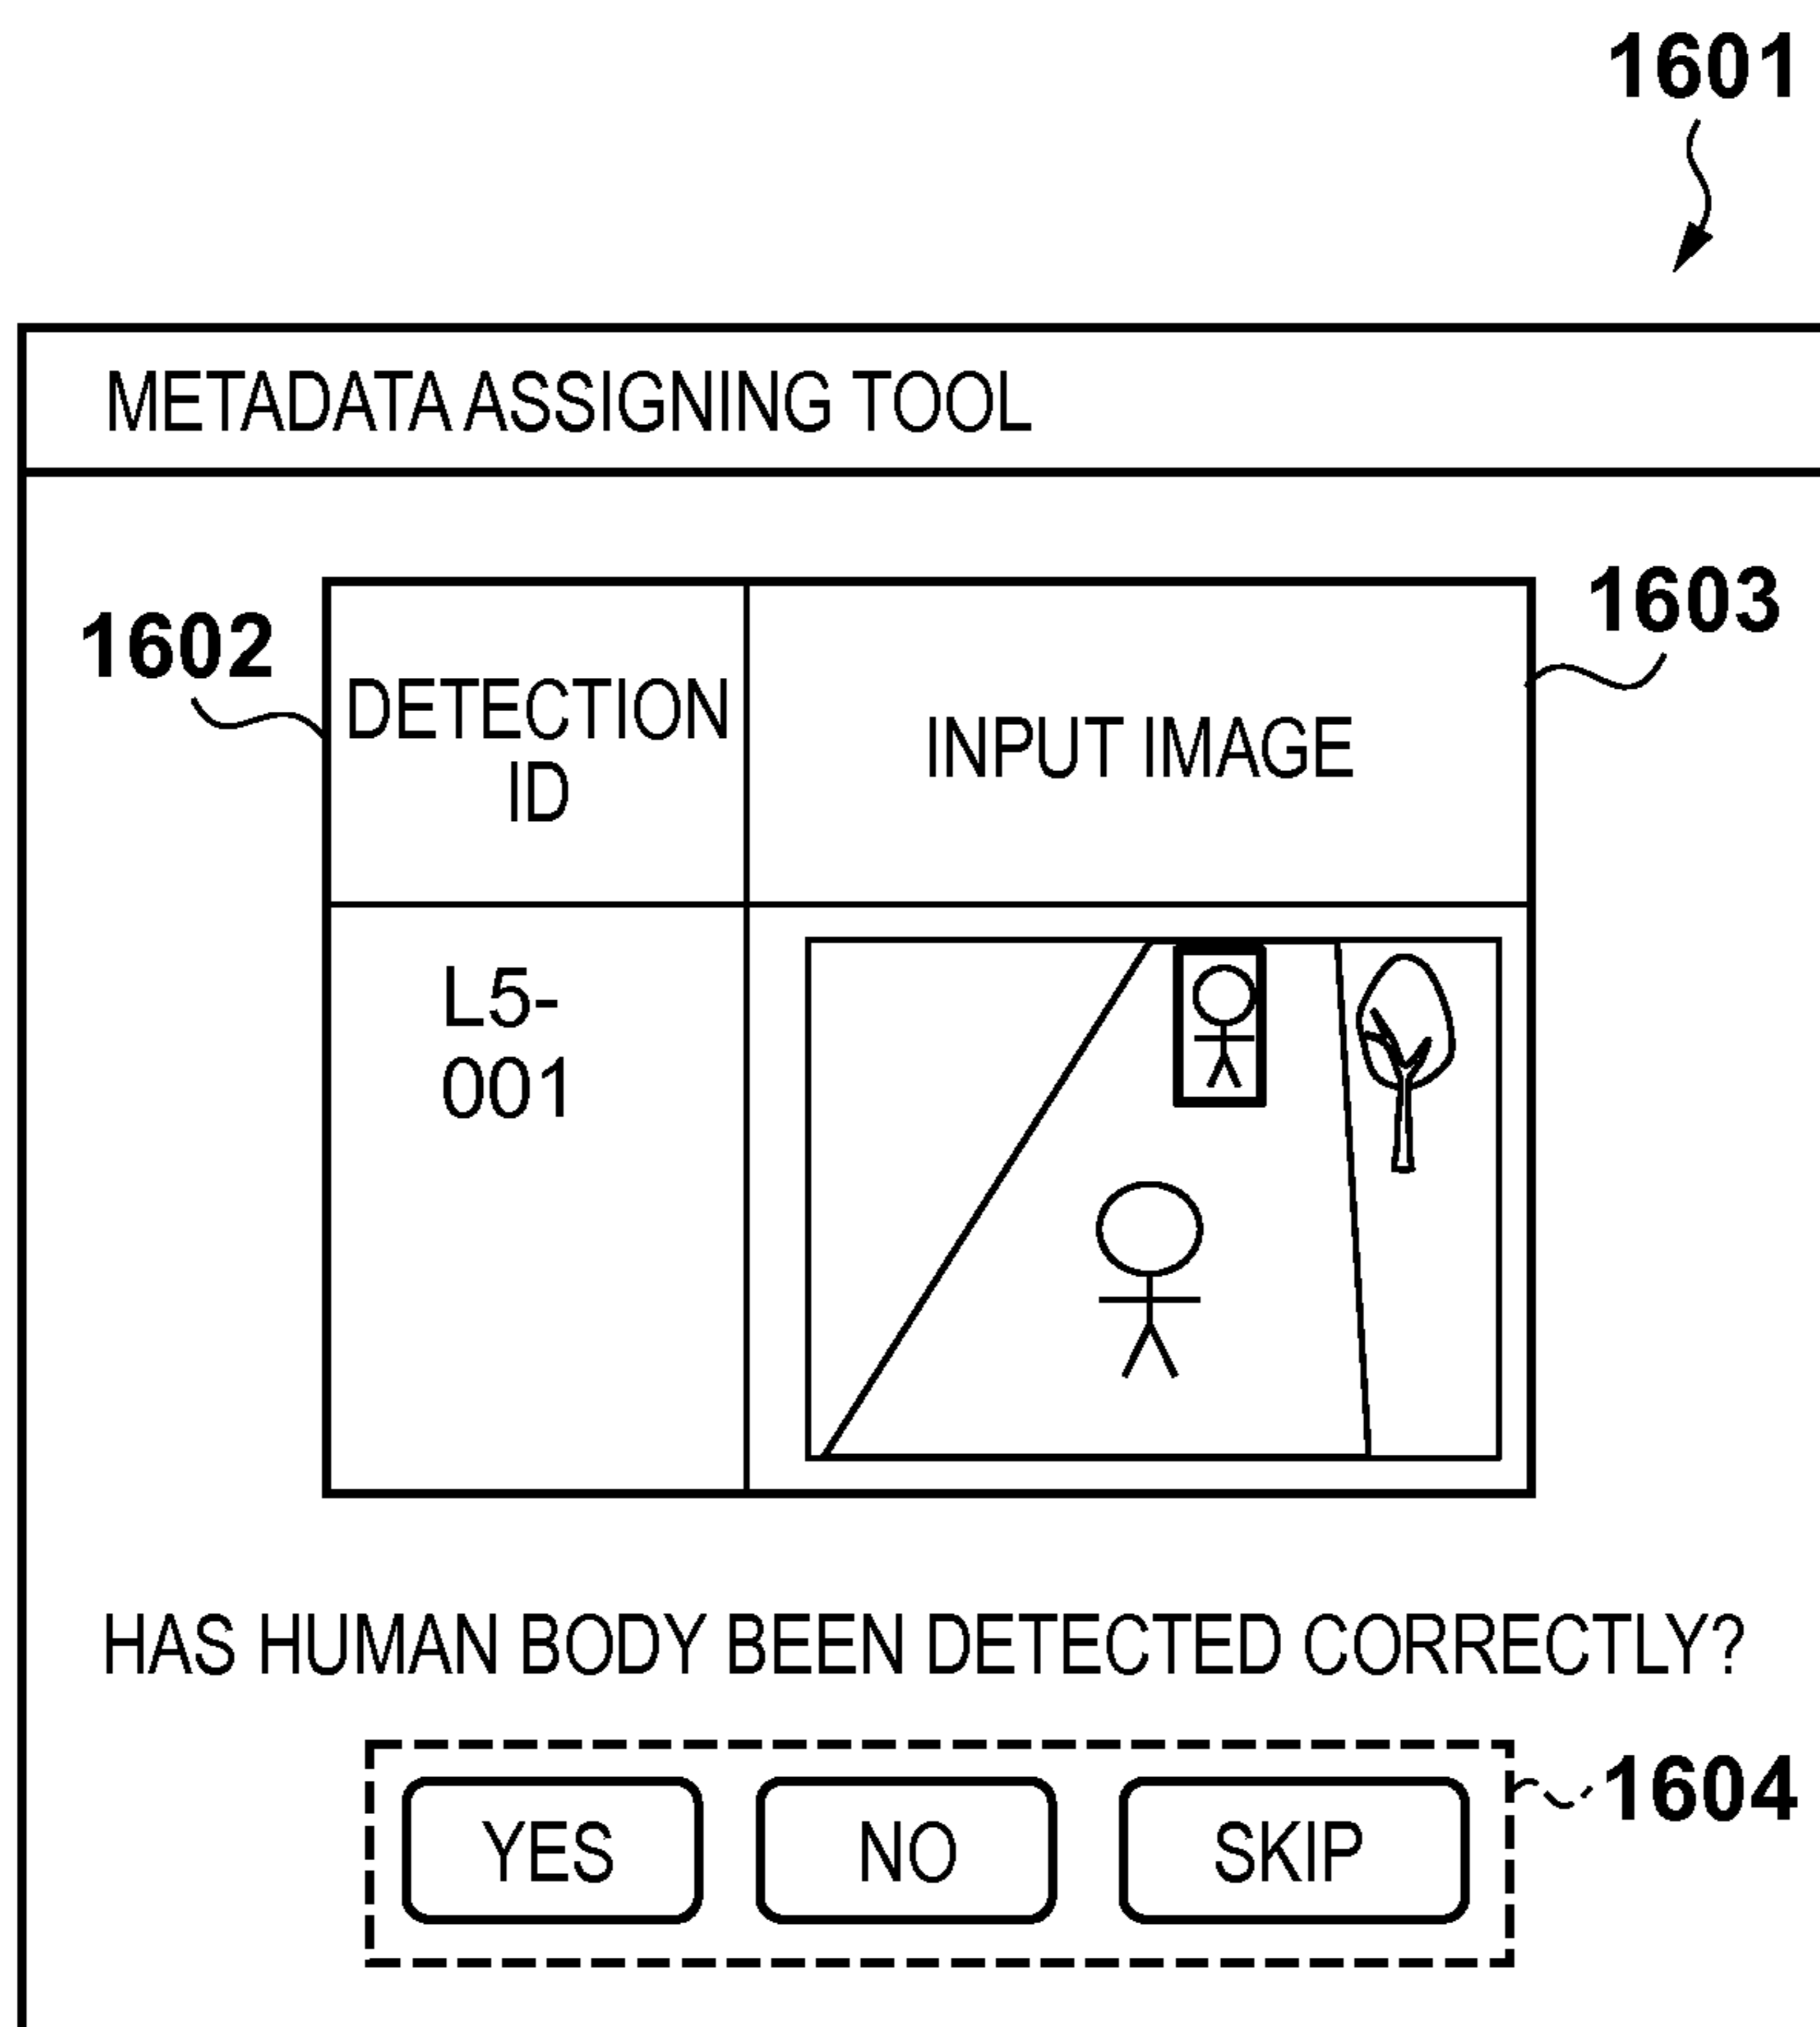 1601
METADATA ASSIGNING TOOL
1602
1603
DETECTION
ID
INPUT IMAGE
L5-
001
HAS HUMAN BODY BEEN DETECTED CORRECTLY?
YES
NO
SKIP
1604